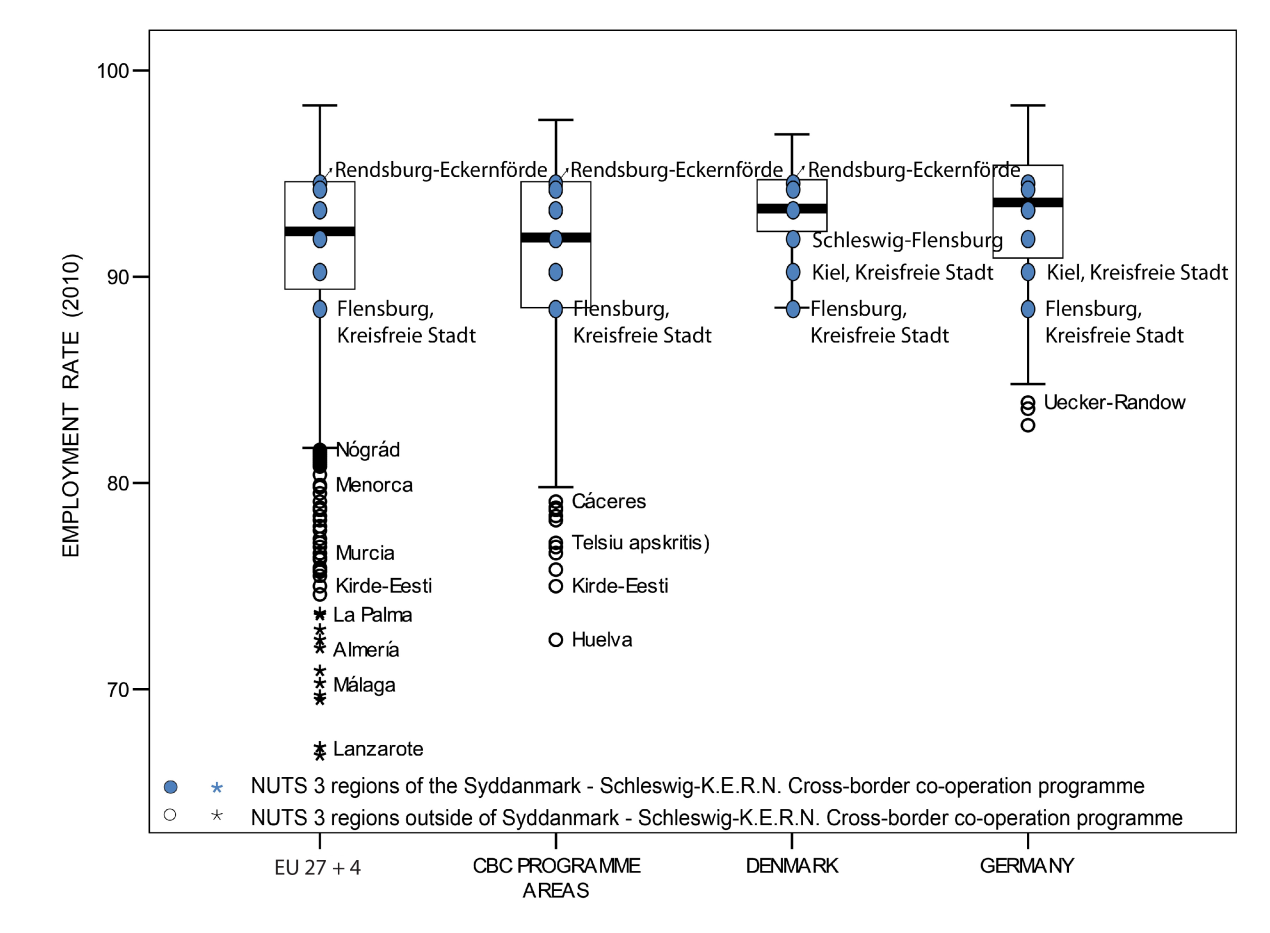 100
Rendsburg-Eckernförde
Rendsburg-Eckernförde
Rendsburg-Eckernförde
Schleswig-Flensburg
90
Kiel, Kreisfreie Stadt
Kiel, Kreisfreie Stadt
Flensburg,
Kreisfreie Stadt
Flensburg,
Kreisfreie Stadt
Flensburg,
Kreisfreie Stadt
Flensburg,
Kreisfreie Stadt
Uecker-Randow
EMPLOYMENT RATE (2010)
Nógrád
80
Menorca
Cáceres
Murcia
Telsiu apskritis)
Kirde-Eesti
Kirde-Eesti
La Palma
Huelva
Almería
70
Málaga
Lanzarote
NUTS 3 regions of the Syddanmark - Schleswig-K.E.R.N. Cross-border co-operation programme
NUTS 3 regions outside of Syddanmark - Schleswig-K.E.R.N. Cross-border co-operation programme
EU 27 + 4
CBC PROGRAMME
AREAS
DENMARK
GERMANY